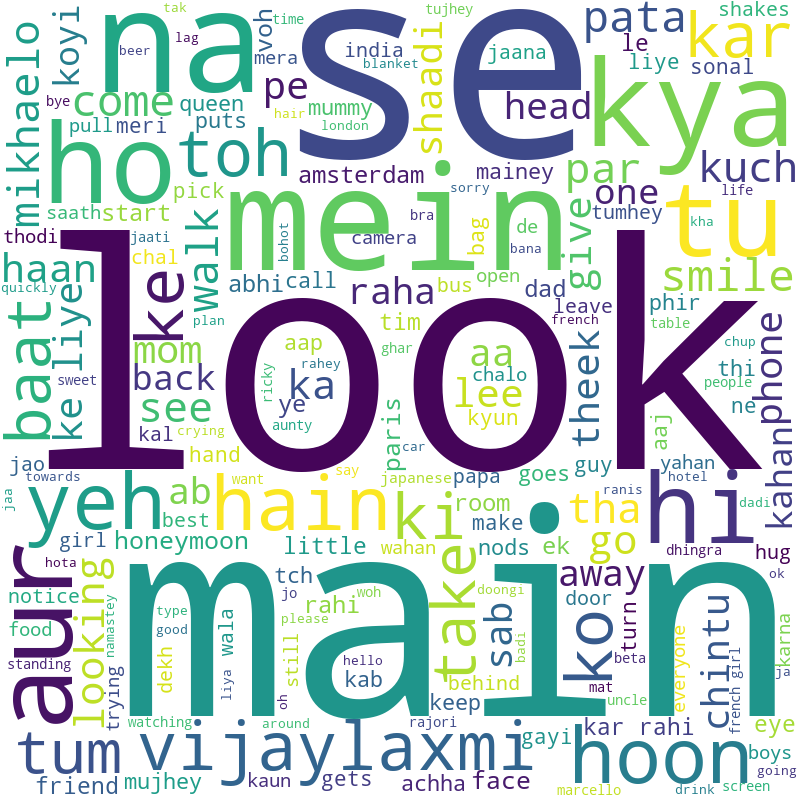 look
main
se
na
mein
kya
tu
ho
hi
hain
hoon
aur
yeh
toh
vijaylaxmi
ki
ke
ko
ka
tum
kar
baat
take
smile
go
tha
come
pe
pata
par
kuch
one
head
shaadi
give
walk
mikhaelo
koyi
haan
ke liye
mom
back
see
ab
raha
aa
lee
theek
phone
kahan
away
sab
chintu
looking
voh
mera
india
jaana
le
liye
shakes
sonal
tak
beer
lag
time
blanket
tujhey
bye
hair
london
queen
puts
mummy
pull
meri
pick
amsterdam
mainey
sorry
saath
start
bra
bag
de
tumhey
life
kha
thodi
jaati
chal
bohot
camera
bana
quickly
abhi
call
bus
open
dad
leave
phir
plan
tim
french
table
aap
rahey
ghar
chalo
chup
thi
people
sweet
ye
ricky
kyun
ne
kal
crying
aunty
paris
car
aaj
jao
towards
hand
want
say
japanese
papa
goes
guy
yahan
hotel
ranis
jaa
best
room
make
dadi
girl
honeymoon
little
wahan
nods
ek
dhingra
hug
hota
tch
ok
notice
jo
woh
doongi
door
turn
food
namastey
type
rahi
please
karna
good
wala
still
badi
everyone
standing
trying
dekh
hello
kab
behind
mat
beta
ja
liya
oh
keep
uncle
french girl
watching
around
rajori
gayi
kar rahi
eye
boys
friend
mujhey
kaun
gets
achha
face
marcello
drink
screen
going